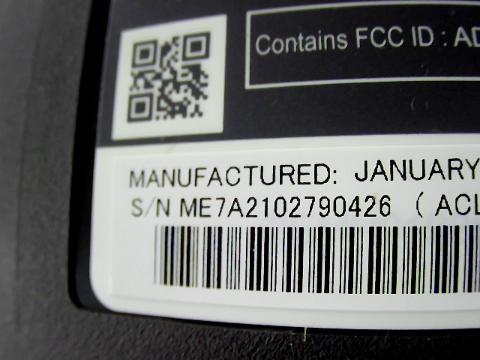 Contains FCC ID : AD
MANUFACTURED: JANUARY
S/N ME7A2102790426 ( ACL